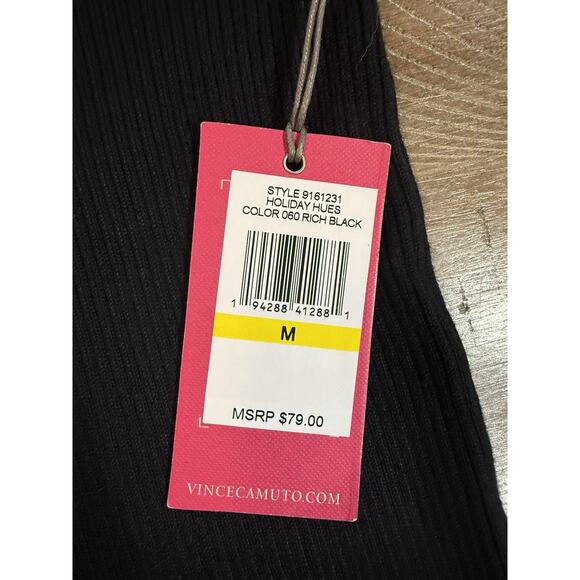 STYLE 9161231
HOLIDAY HUES
COLOR 060 RICH BLACK
1 94288 41288 1
M
MSRP $79.00
VINCECAMUTO.COM